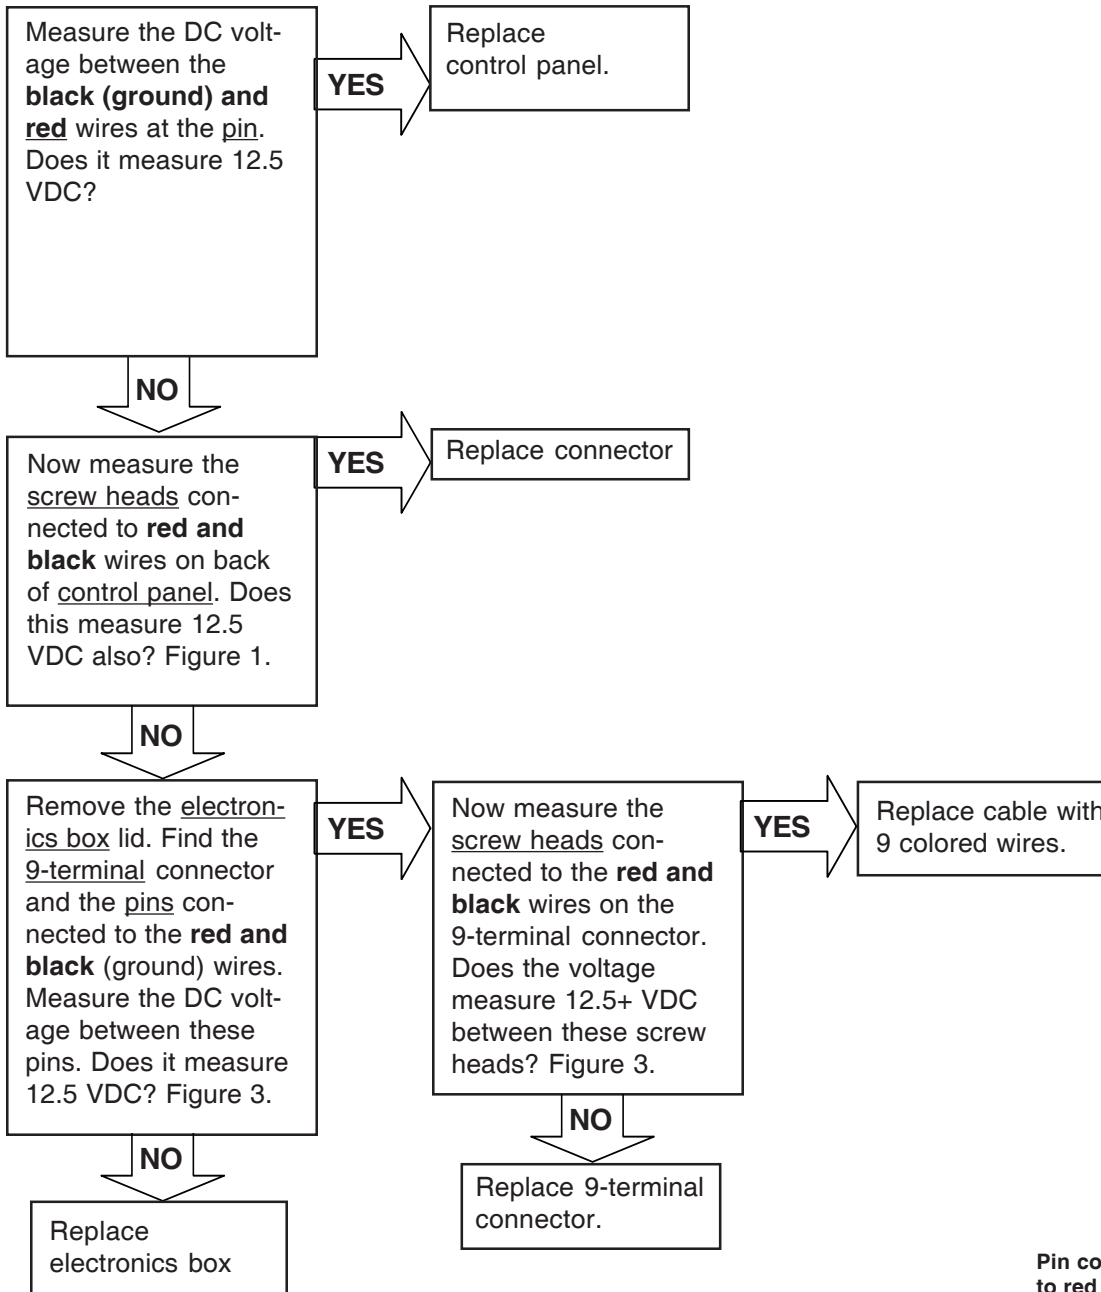 Measure the DC volt-
age between the
black (ground) and
red wires at the pin.
Does it measure 12.5
VDC?
YES
Replace
control panel.
NO
Now measure the
screw heads con-
nected to red and
black wires on back
of control panel. Does
this measure 12.5
VDC also? Figure 1.
YES
Replace connector
NO
Remove the electron-
ics box lid. Find the
9-terminal connector
and the pins con-
nected to the red and
black (ground) wires.
Measure the DC volt-
age between these
pins. Does it measure
12.5 VDC? Figure 3.
YES
Now measure the
screw heads con-
nected to the red and
black wires on the
9-terminal connector.
Does the voltage
measure 12.5+ VDC
between these screw
heads? Figure 3.
YES
Replace cable with
9 colored wires.
NO
Replace
electronics box
NO
Replace 9-terminal
connector.
Pin co
to red